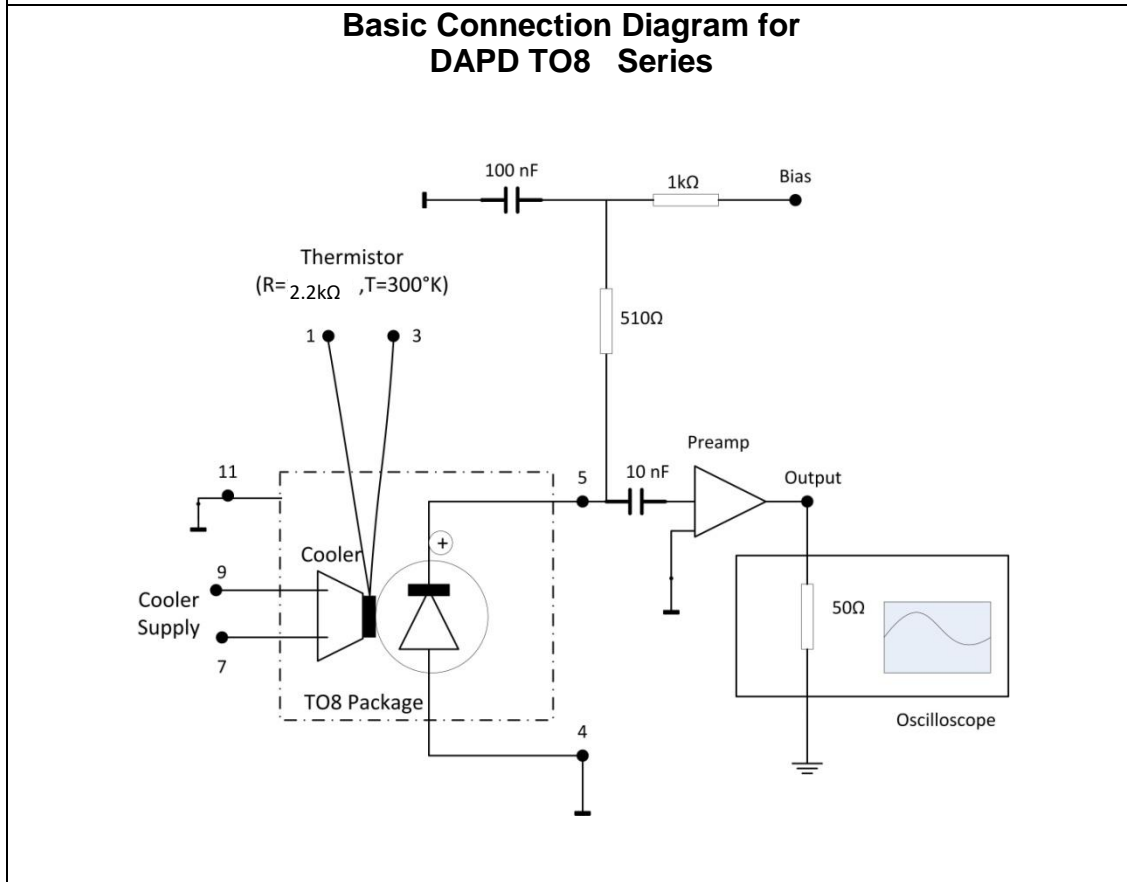 Basic Connection Diagram for
DAPD TO8 Series
100 nF
1kΩ
Bias
Thermistor
(R= 2.2kΩ ,T=300°K)
510Ω
1
3
Preamp
11
5
10 nF
Output
+
Cooler
9
Cooler
Supply
7
50Ω
TO8 Package
4
Oscilloscope